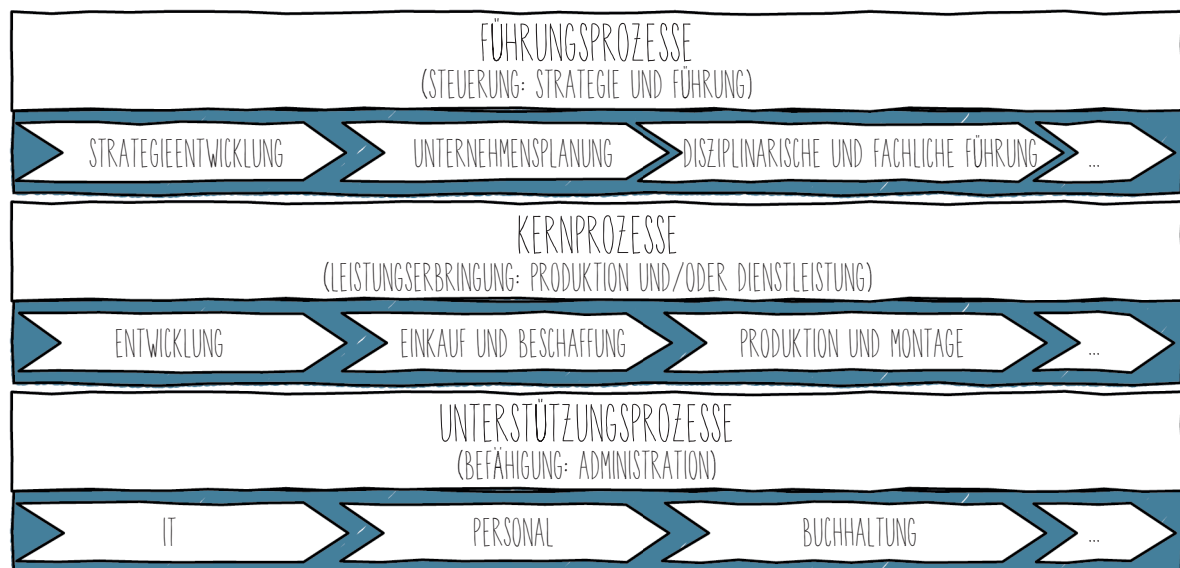 FÜHRUNGSPROZESSE
(STEUERUNG: STRATEGIE UND FÜHRUNG)
STRATEGIEENTWICKLUNG
UNTERNEHMENSPLANUNG
DISZIPLINARISCHE UND FACHLICHE FÜHRUNG
...
KERNPROZESSE
(LEISTUNGSERBRINGUNG: PRODUKTION UND/ODER DIENSTLEISTUNG)
ENTWICKLUNG
EINKAUF UND BESCHAFFUNG
PRODUKTION UND MONTAGE
...
UNTERSTÜTZUNGSPROZESSE
(BEFÄHIGUNG: ADMINISTRATION)
IT
PERSONAL
BUCHHALTUNG
...